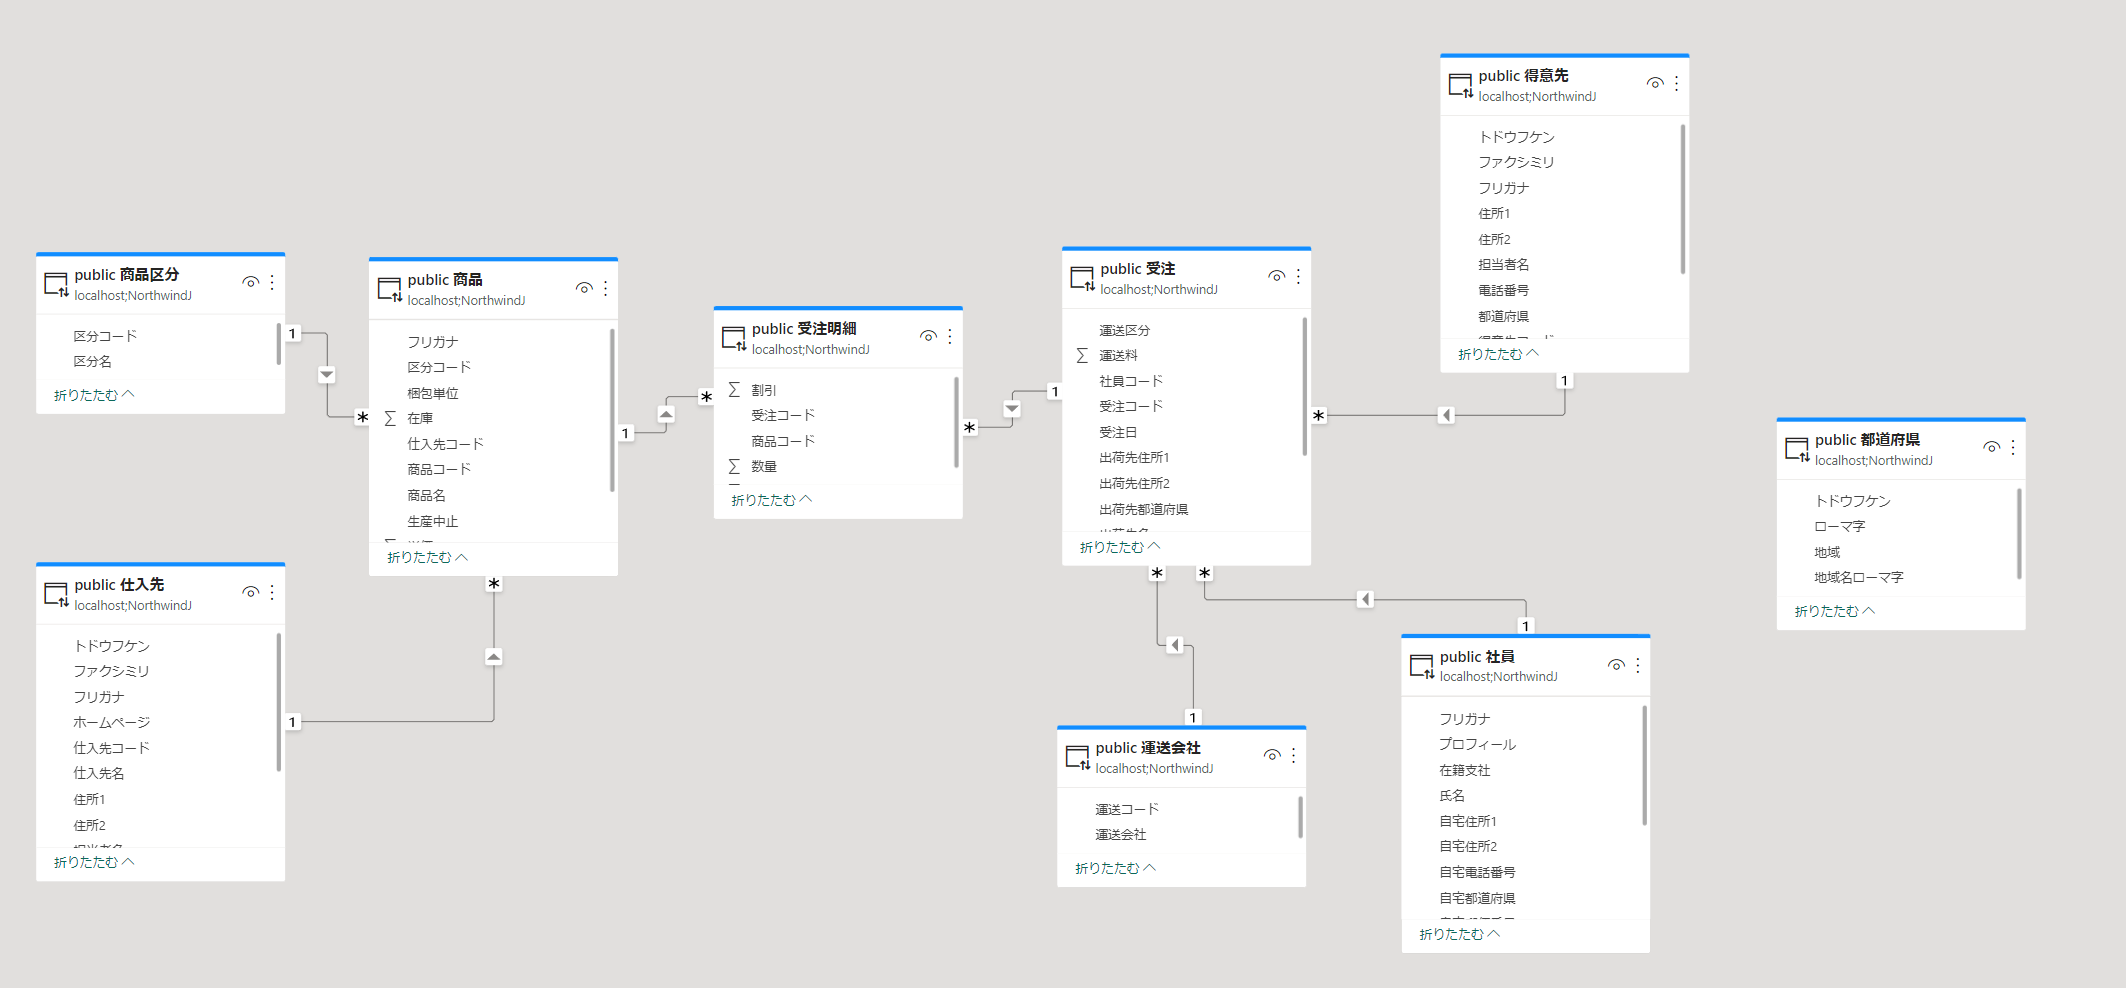 public 商品区分
localhost;NorthwindJ
区分コード
区分名
折りたたむ
1
*
public 仕入先
localhost;NorthwindJ
トドウフケン
ファクシミリ
フリガナ
ホームページ
仕入先コード
仕入先名
住所1
住所2
折りたたむ
1
*
public 商品
localhost;NorthwindJ
フリガナ
区分コード
梱包単位
∑ 在庫
仕入先コード
商品コード
商品名
生産中止
折りたたむ
1
*
public 受注明細
localhost;NorthwindJ
∑ 割引
受注コード
商品コード
∑ 数量
折りたたむ
*
1
public 受注
localhost;NorthwindJ
運送区分
∑ 運送料
社員コード
受注コード
受注日
出荷先住所1
出荷先住所2
出荷先都道府県
折りたたむ
*
*
*
public 得意先
localhost;NorthwindJ
トドウフケン
ファクシミリ
フリガナ
住所1
住所2
担当者名
電話番号
都道府県
折りたたむ
1
public 運送会社
localhost;NorthwindJ
運送コード
運送会社
折りたたむ
1
public 社員
localhost;NorthwindJ
フリガナ
プロフィール
在籍支社
氏名
自宅住所1
自宅住所2
自宅電話番号
自宅都道府県
折りたたむ
1
public 都道府県
localhost;NorthwindJ
トドウフケン
ローマ字
地域
地域名ローマ字
折りたたむ